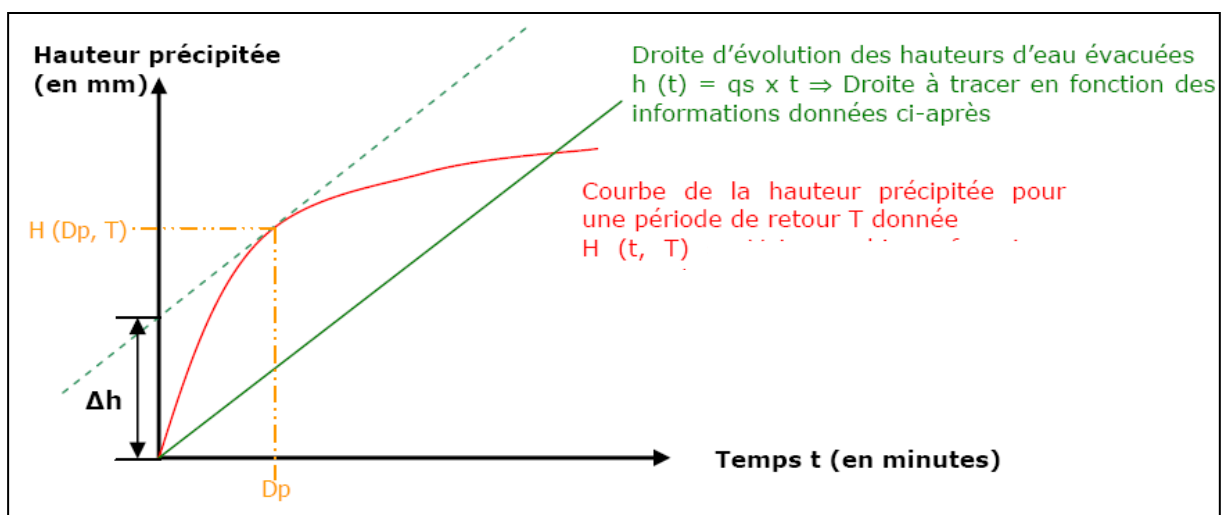 Hauteur précipitée
(en mm)
Droite d'évolution des hauteurs d'eau évacuées
h (t) = qs x t ⇒ Droite à tracer en fonction des
informations données ci-après
Courbe de la hauteur précipitée pour
une période de retour T donnée
H (t, T)
H (Dp, T)
Δh
Temps t (en minutes)
Dp